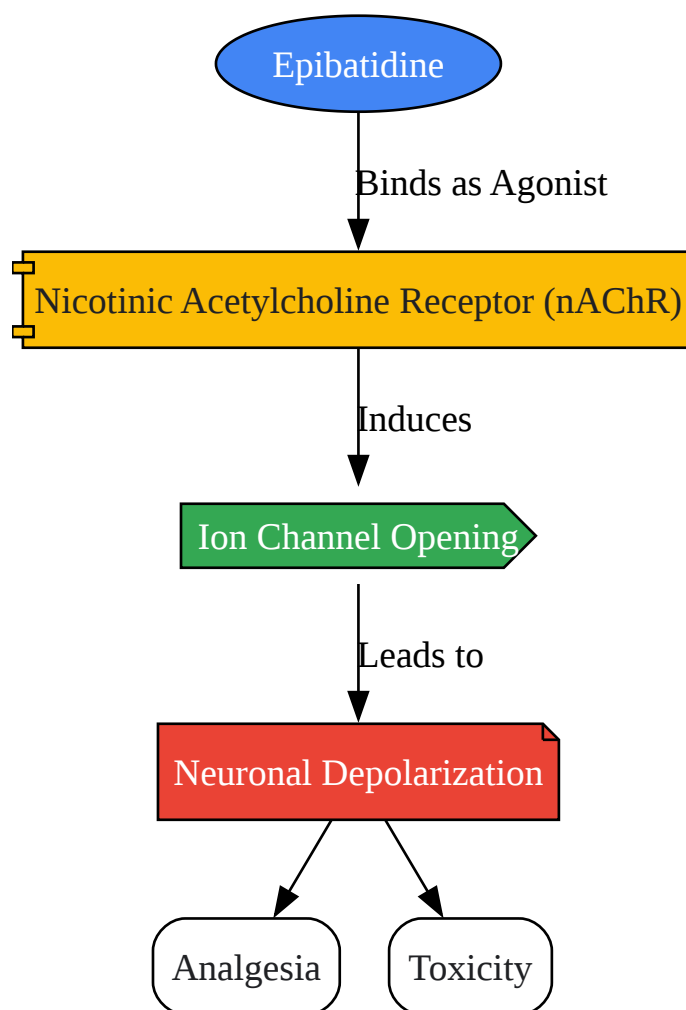 Epibatidine
Binds as Agonist
Nicotinic Acetylcholine Receptor (nAChR)
Induces
Ion Channel Opening
Leads to
Neuronal Depolarization
Analgesia
Toxicity